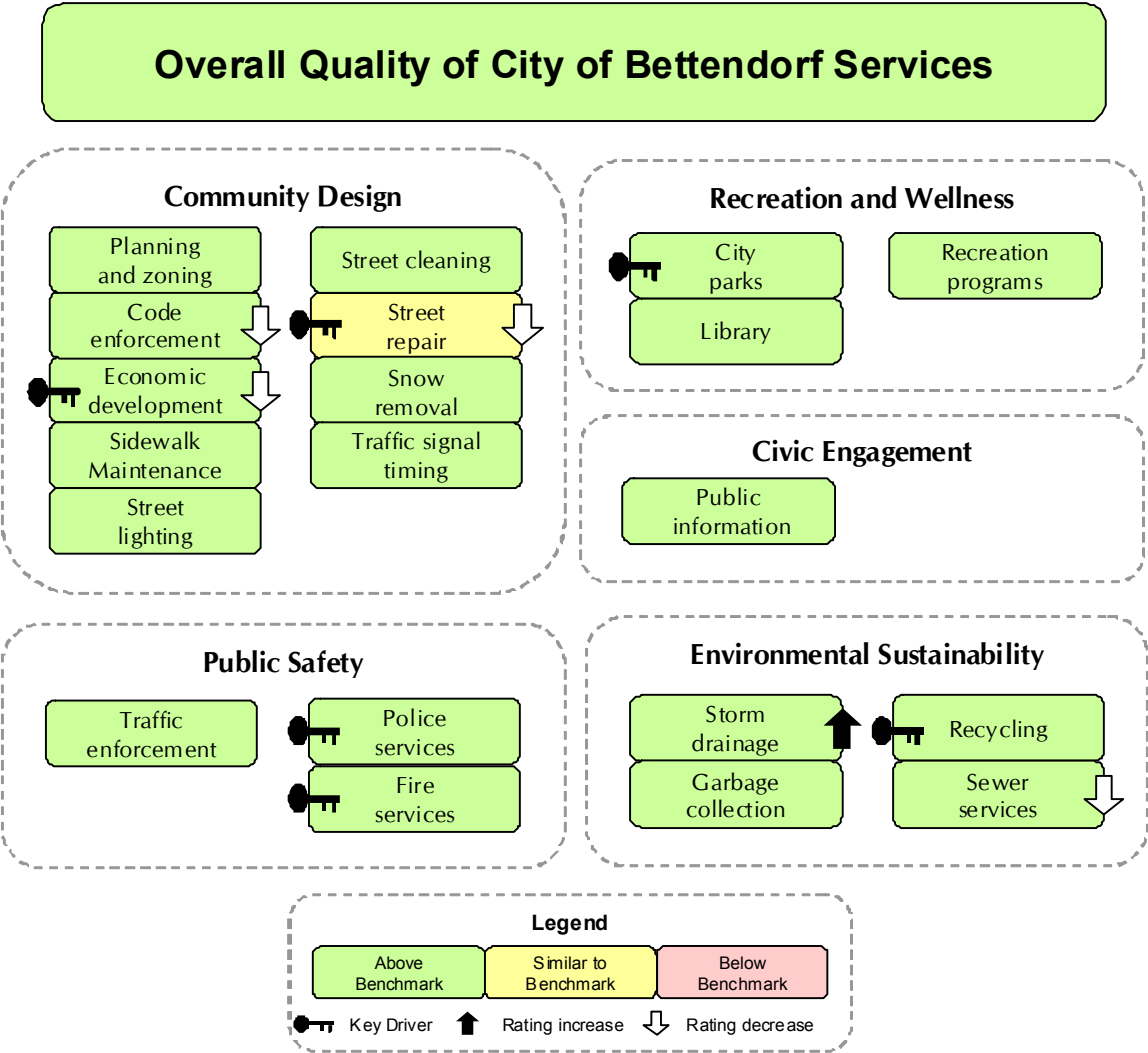 Overall Quality of City of Bettendorf Services
Community Design
Planning
and zoning
Code
enforcement
Economic
development
Sidewalk
Maintenance
Street
lighting
Street cleaning
Street
repair
Snow
removal
Traffic signal
timing
Recreation and Wellness
City
parks
Library
Recreation
programs
Civic Engagement
Public
information
Public Safety
Traffic
enforcement
Police
services
Fire
services
Environmental Sustainability
Storm
drainage
Garbage
collection
Recycling
Sewer
services
Legend
Above
Benchmark
Similar to
Benchmark
Below
Benchmark
Key Driver
Rating increase
Rating decrease